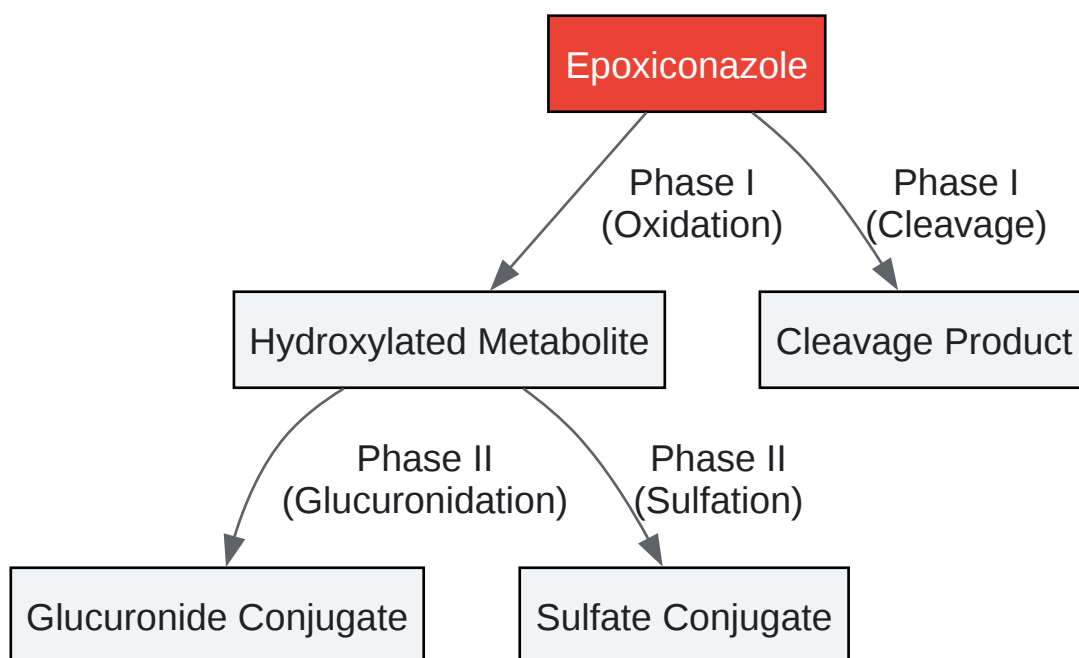 Epoxiconazole
Phase I
(Oxidation)
Phase I
(Cleavage)
Hydroxylated Metabolite
Cleavage Product
Phase II
(Glucuronidation)
Phase II
(Sulfation)
Glucuronide Conjugate
Sulfate Conjugate